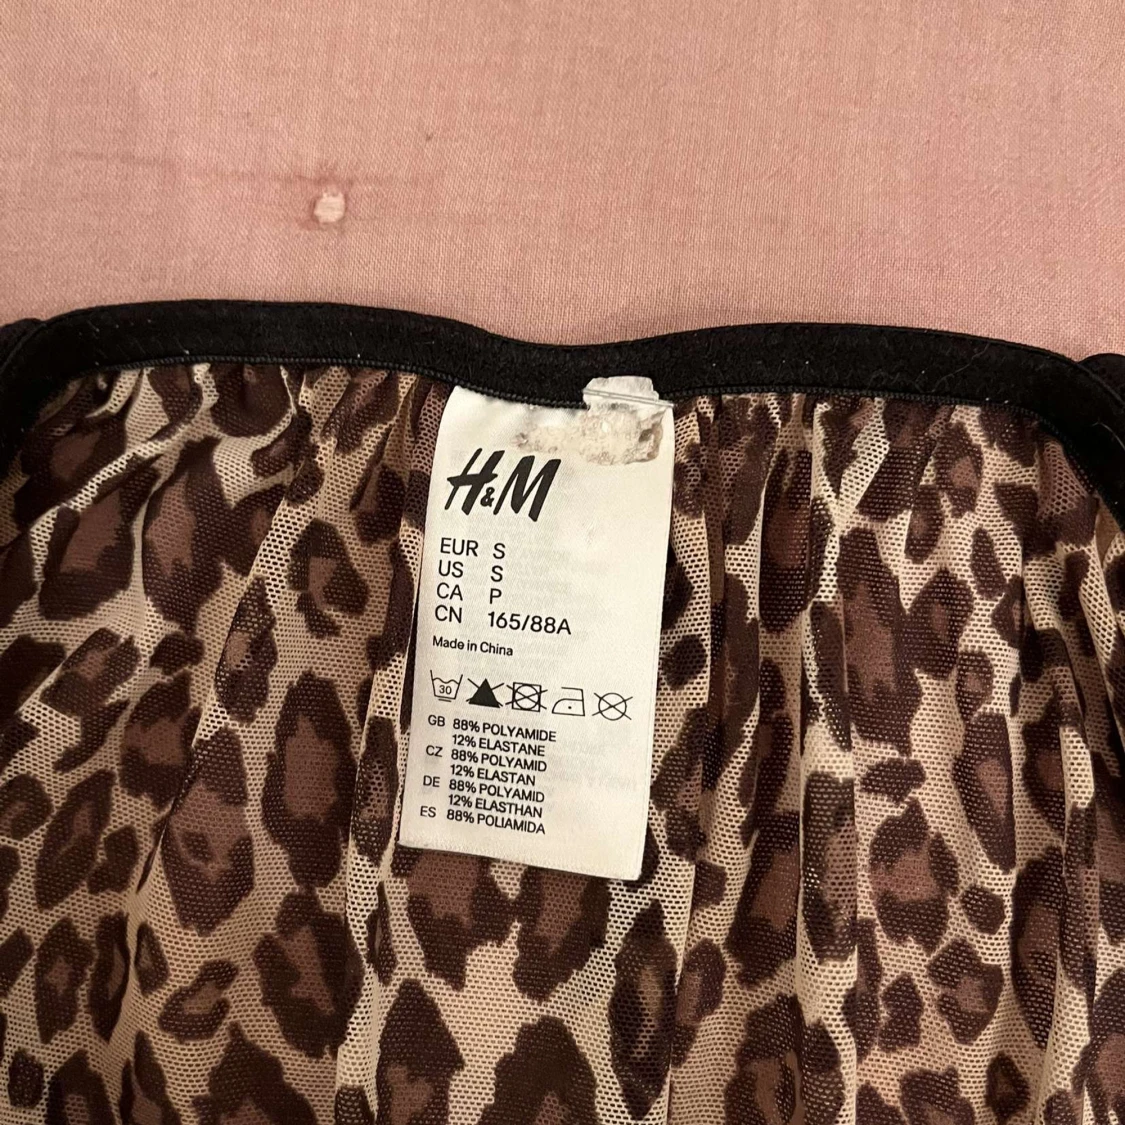 H&M
EUR S
US S
CA P
CN 165/88A
Made in China
30
GB 88% POLYAMIDE
12% ELASTANE
CZ 88% POLYAMID
12% ELASTAN
DE 88% POLYAMID
12% ELASTHAN
ES 88% POLIAMIDA